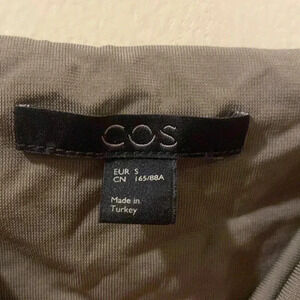 COS
EUR S
CN 165/88A
Made in
Turkey